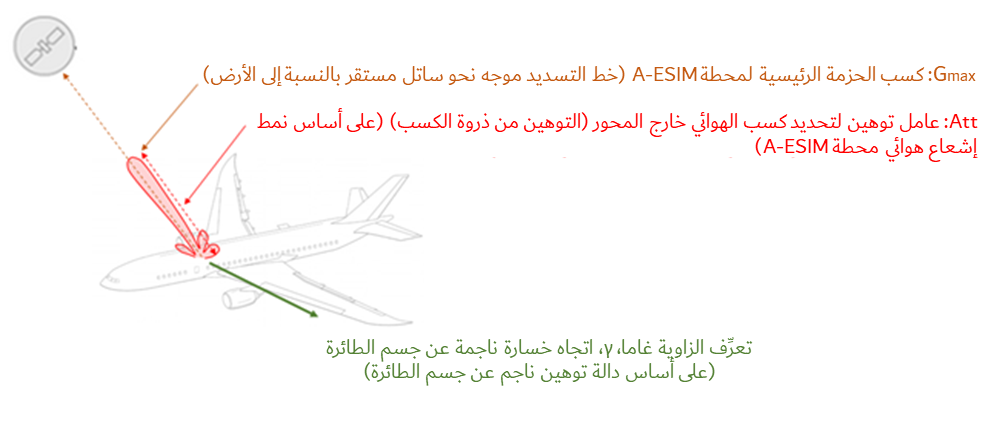 Gmax: كسب الحزمة الرئيسية لمحطة A-ESIM (خط التسديد موجه نحو ساتل مستقر بالنسبة إلى الأرض)
Att: عامل توهين لتحديد كسب الهوائي خارج المحور (التوهين من ذروة الكسب) (على أساس نمط
إشعاع هوائي محطة A-ESIM)
تعرِّف الزاوية غاما، γ، اتجاه خسارة ناجمة عن جسم الطائرة
(على أساس دالة توهين ناجم عن جسم الطائرة)